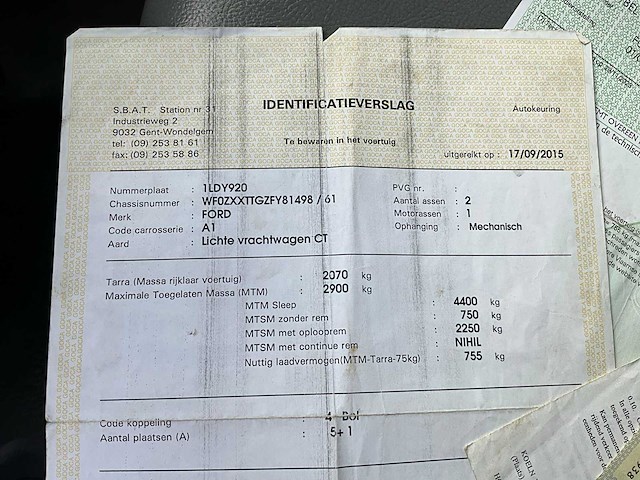 S.B.A.T. Station nr 31
Industrieweg 2
9032 Gent-Wondelgem
tel: (09) 253 81 61
fax: (09) 253 58 86
IDENTIFICATIEVERSLAG
Te bewaren in het voertuig
Autokeuring
uitgereikt op : 17/09/2015
Nummerplaat : 1LDY920
Chassisnummer : WF0ZXXTTGZFY81498 / 61
Merk : FORD
Code carrosserie : A1
Aard : Lichte vrachtwagen CT
PVG nr. :
Aantal assen : 2
Motorassen : 1
Ophanging : Mechanisch
Tarra (Massa rijklaar voertuig) : 2070 kg
Maximale Toegelaten Massa (MTM) : 2900 kg
MTM Sleep : 4400 kg
MTSM zonder rem : 750 kg
MTSM met oplooprem : 2250 kg
MTSM met continue rem : NIHIL
Nuttig laadvermogen(MTM-Tarra-75kg) : 755 kg
Code koppeling : 4 Bol
Aantal plaatsen (A) : 5+ 1